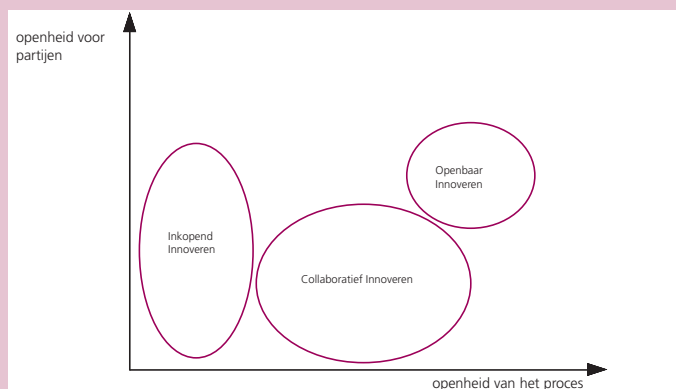 openheid voor
partijen
Openbaar
Innoveren
Inkopend
Innoveren
Collaboratief Innoveren
openheid van het proces